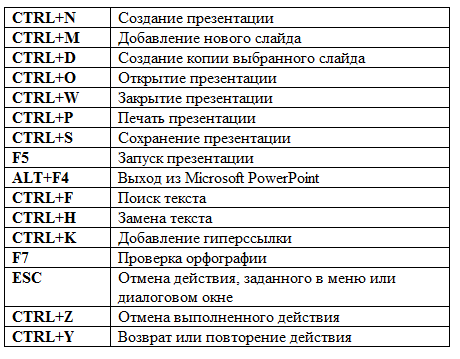 CTRL+N Создание презентации
CTRL+M Добавление нового слайда
CTRL+D Создание копии выбранного слайда
CTRL+O Открытие презентации
CTRL+W Закрытие презентации
CTRL+P Печать презентации
CTRL+S Сохранение презентации
F5 Запуск презентации
ALT+F4 Выход из Microsoft PowerPoint
CTRL+F Поиск текста
CTRL+H Замена текста
CTRL+K Добавление гиперссылки
F7 Проверка орфографии
ESC Отмена действия, заданного в меню или
диалоговом окне
CTRL+Z Отмена выполненного действия
CTRL+Y Возврат или повторение действия